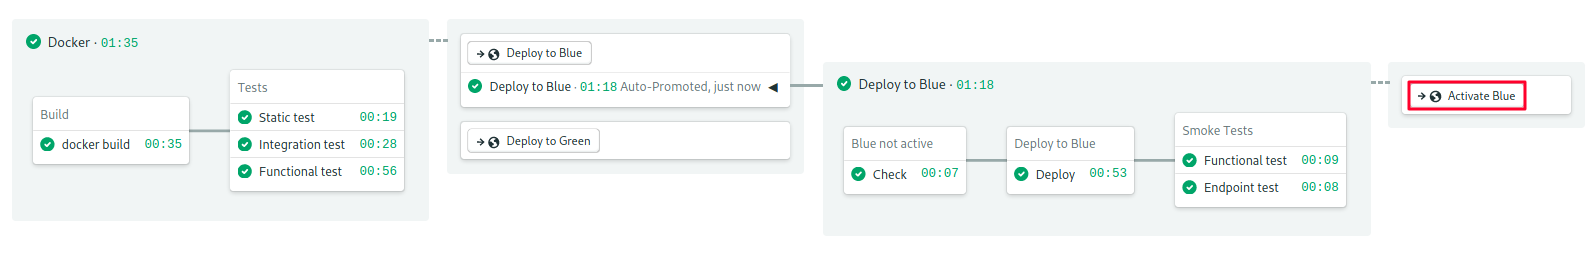 Docker · 01:35
Build
docker build 00:35
Tests
Static test 00:19
Integration test 00:28
Functional test 00:56
Deploy to Blue
Deploy to Blue · 01:18 Auto-Promoted, just now
Deploy to Green
Deploy to Blue · 01:18
Blue not active
Check 00:07
Deploy to Blue
Deploy 00:53
Smoke Tests
Functional test 00:09
Endpoint test 00:08
Activate Blue